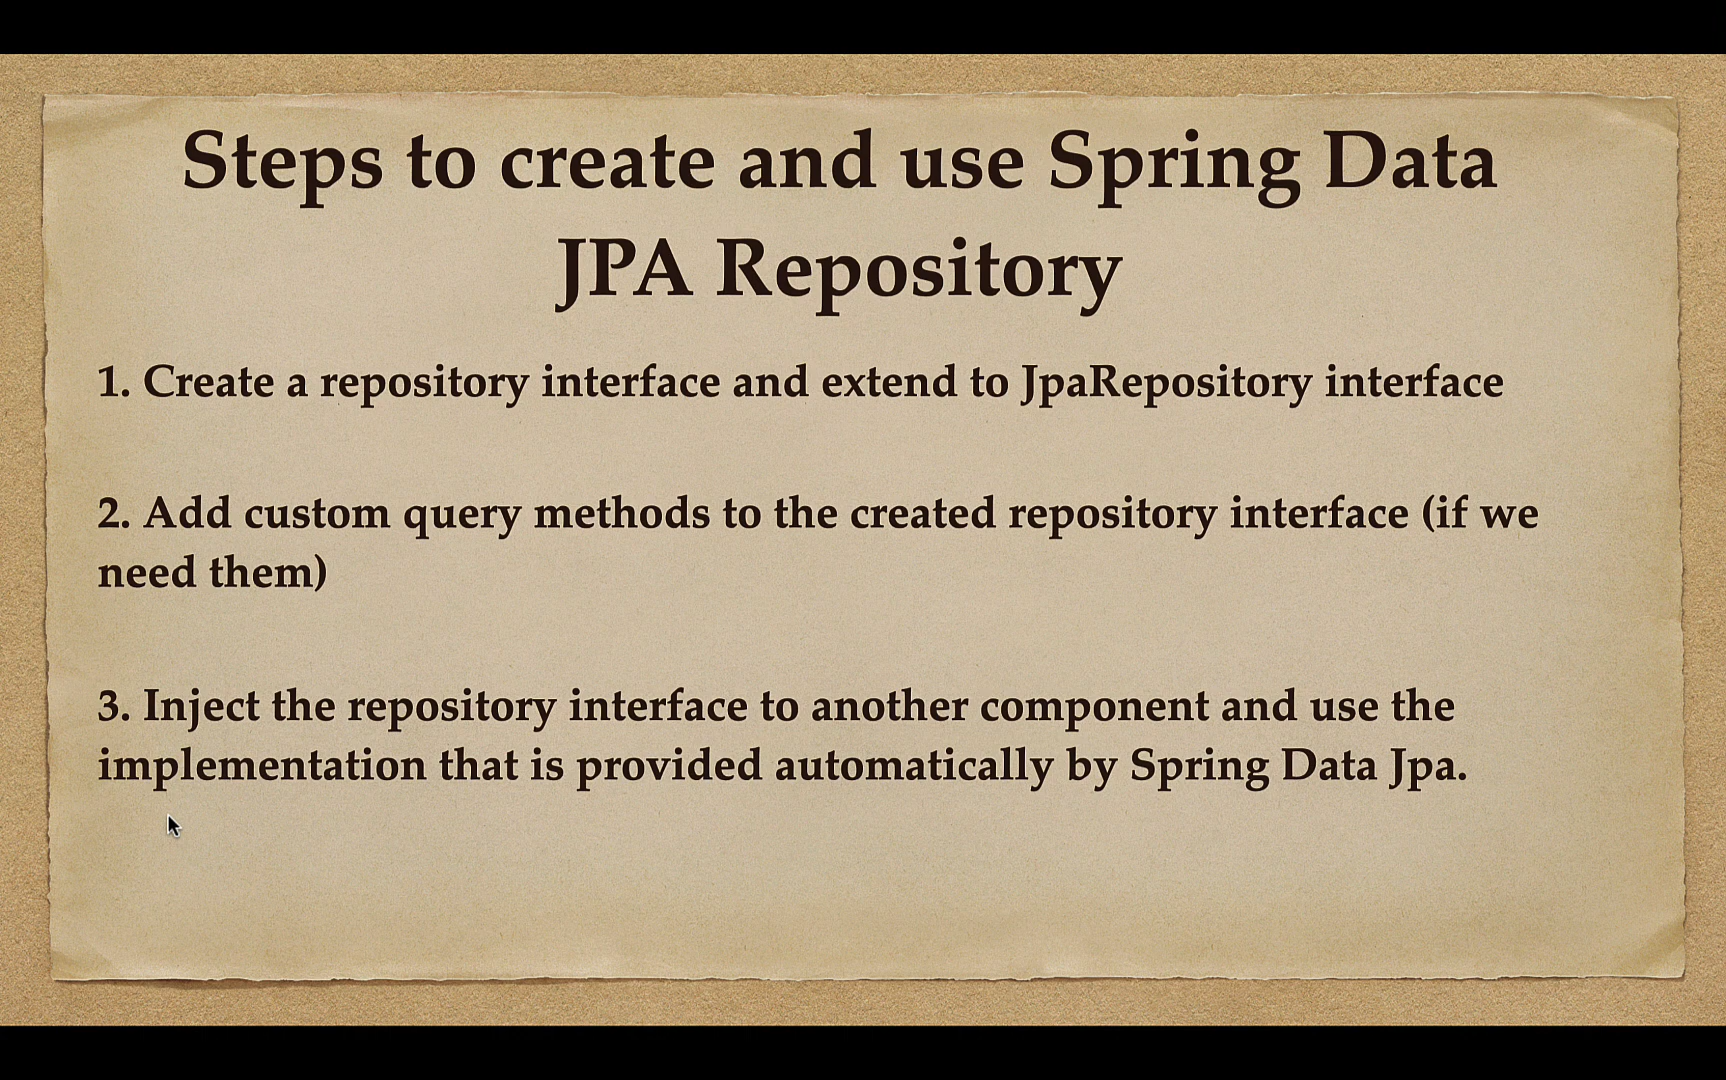 Steps to create and use Spring Data
JPA Repository
1. Create a repository interface and extend to JpaRepository interface
2. Add custom query methods to the created repository interface (if we
need them)
3. Inject the repository interface to another component and use the
implementation that is provided automatically by Spring Data Jpa.